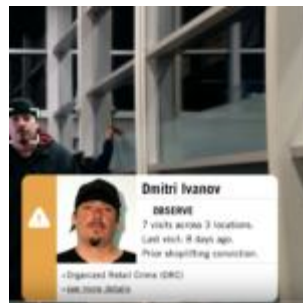 Dmitri Ivanov
OBSERVE
7 visits across 3 locations.
Last visit: 8 days ago.
Prior shoplifting conviction.
•Organized Retail Crime (ORC)
•see more details